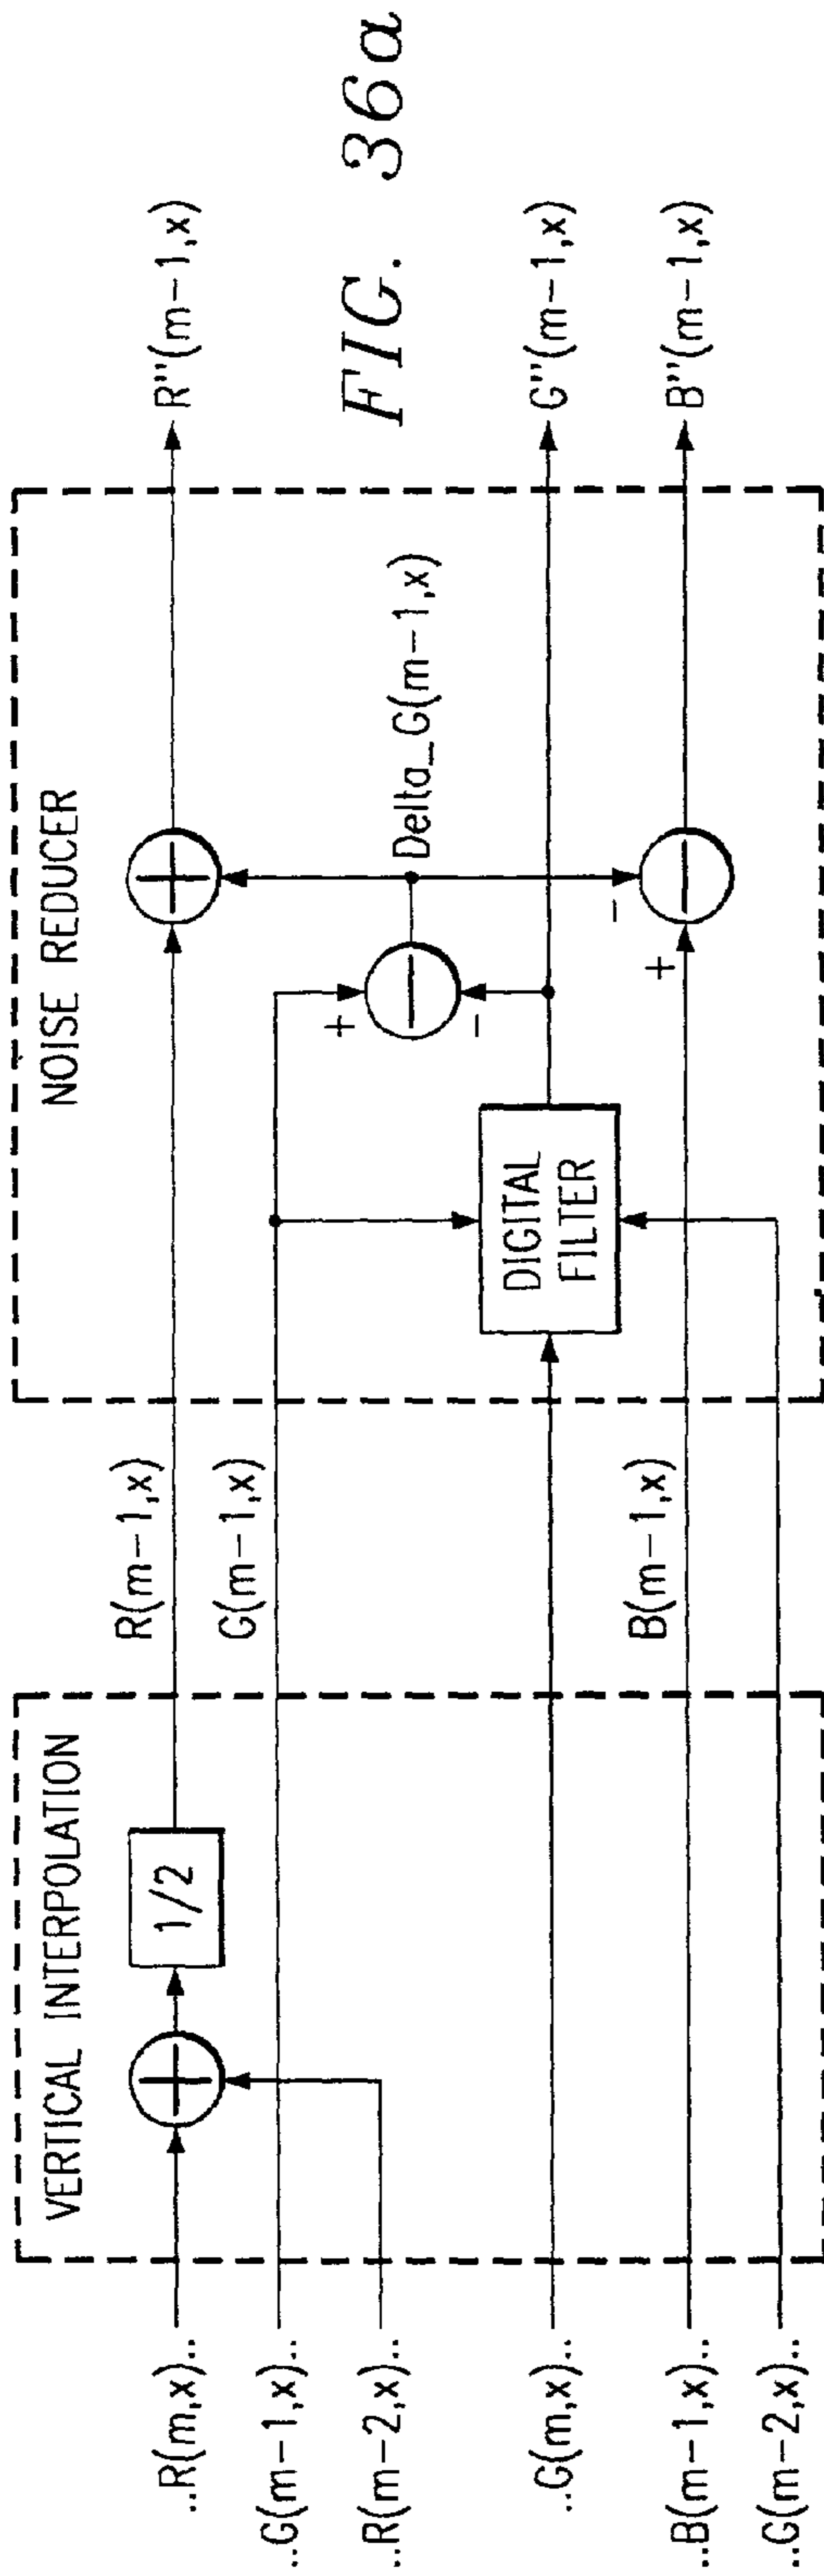 FIG. 36a
VERTICAL INTERPOLATION
NOISE REDUCER
..R(m,x)..
..G(m-1,x)..
..R(m-2,x)..
..G(m,x)..
..B(m-1,x)..
..G(m-2,x)..
1/2
R(m-1,x)
G(m-1,x)
B(m-1,x)
DIGITAL
FILTER
+
-
Delta_G(m-1,x)
-
+
R"(m-1,x)
G"(m-1,x)
B"(m-1,x)